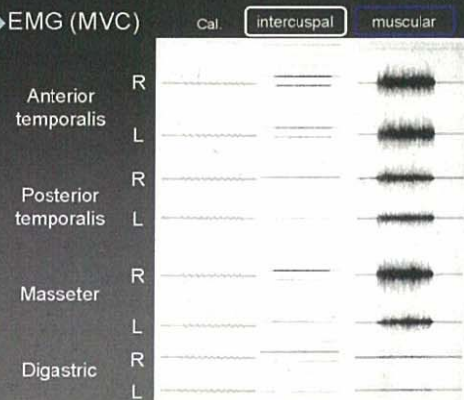 EMG (MVC)
Cal. intercuspal muscular
Anterior
temporalis
R
L
Posterior
temporalis
R
L
Masseter
R
L
Digastric
R
L